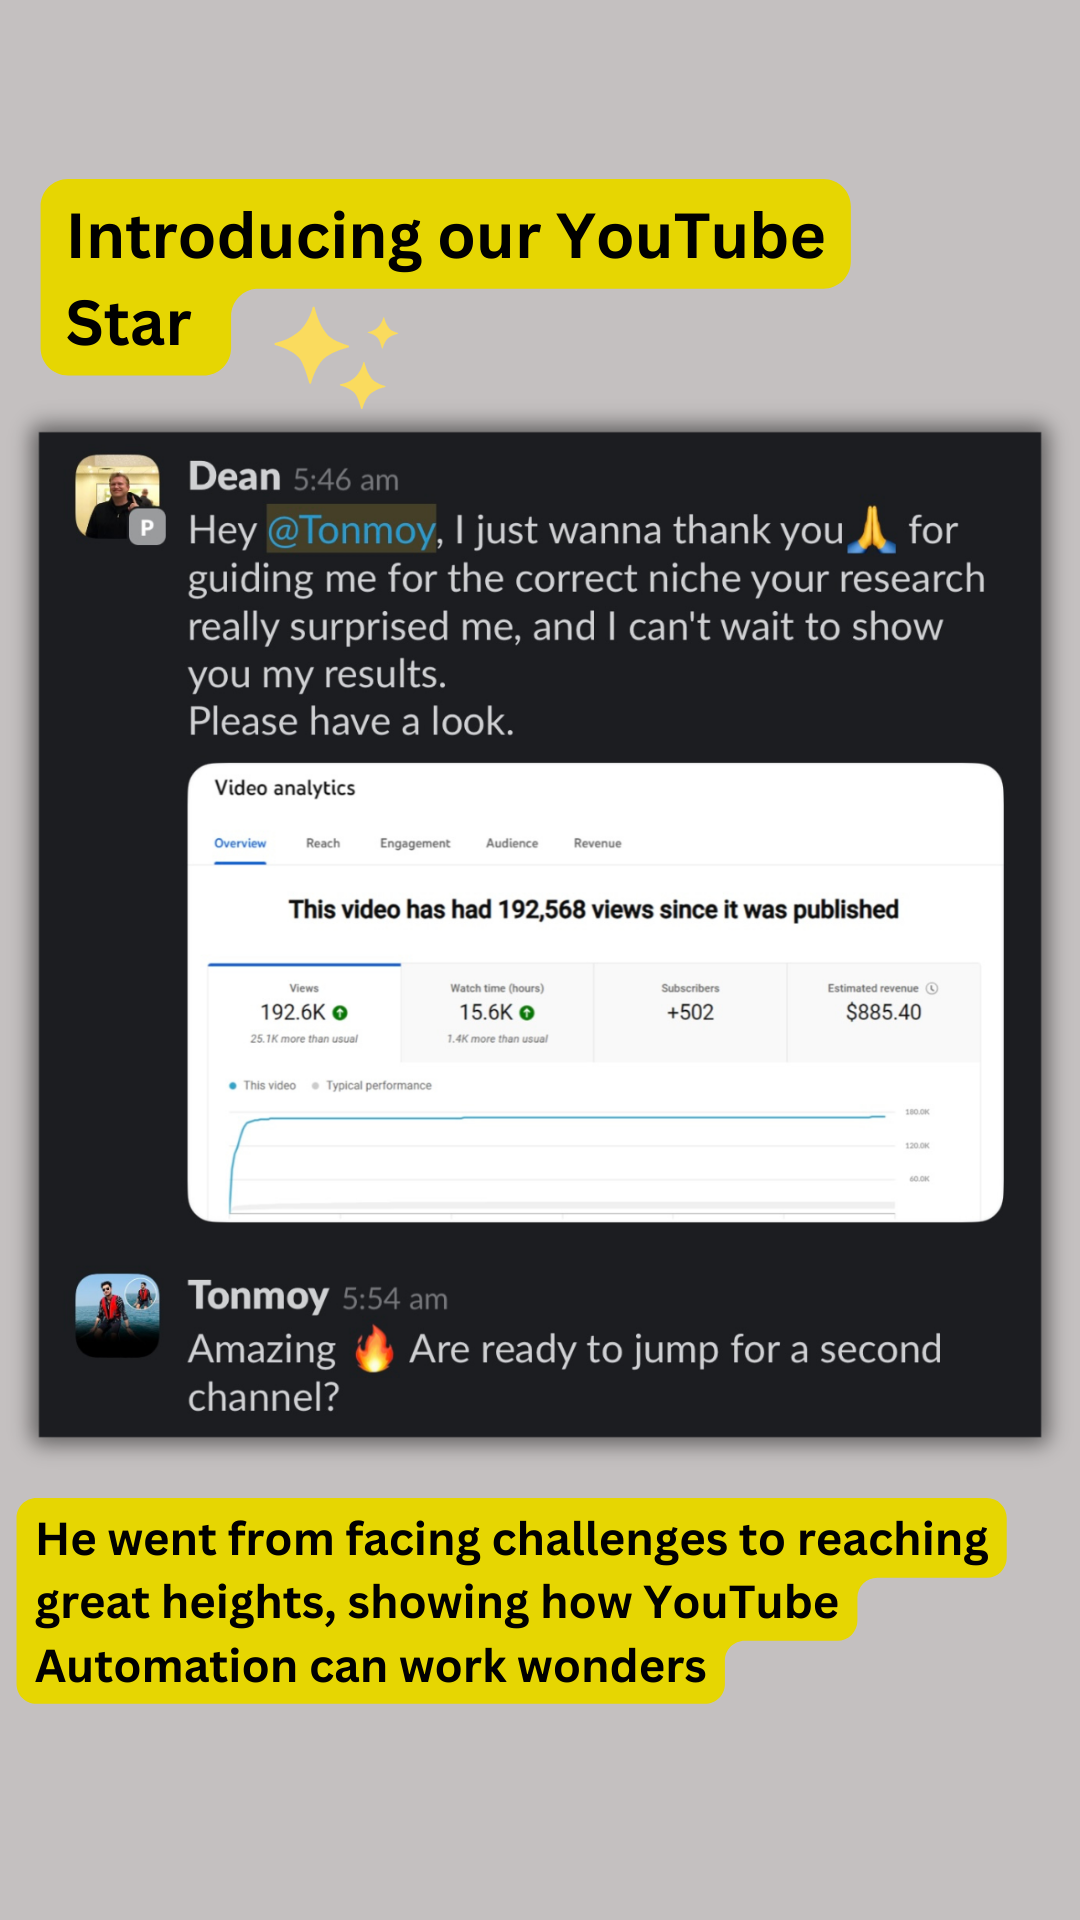 Introducing our YouTube
Star
Dean 5:46 am
P
Hey @Tonmoy, I just wanna thank you🙏 for
guiding me for the correct niche your research
really surprised me, and I can't wait to show
you my results.
Please have a look.
Video analytics
Overview Reach Engagement Audience Revenue
This video has had 192,568 views since it was published
Views Watch time (hours) Subscribers Estimated revenue
192.6K 15.6K +502 $885.40
25.1K more than usual 1.4K more than usual
This video Typical performance
180.0K
120.0K
60.0K
Tonmoy 5:54 am
Amazing 🔥 Are ready to jump for a second
channel?
He went from facing challenges to reaching
great heights, showing how YouTube
Automation can work wonders